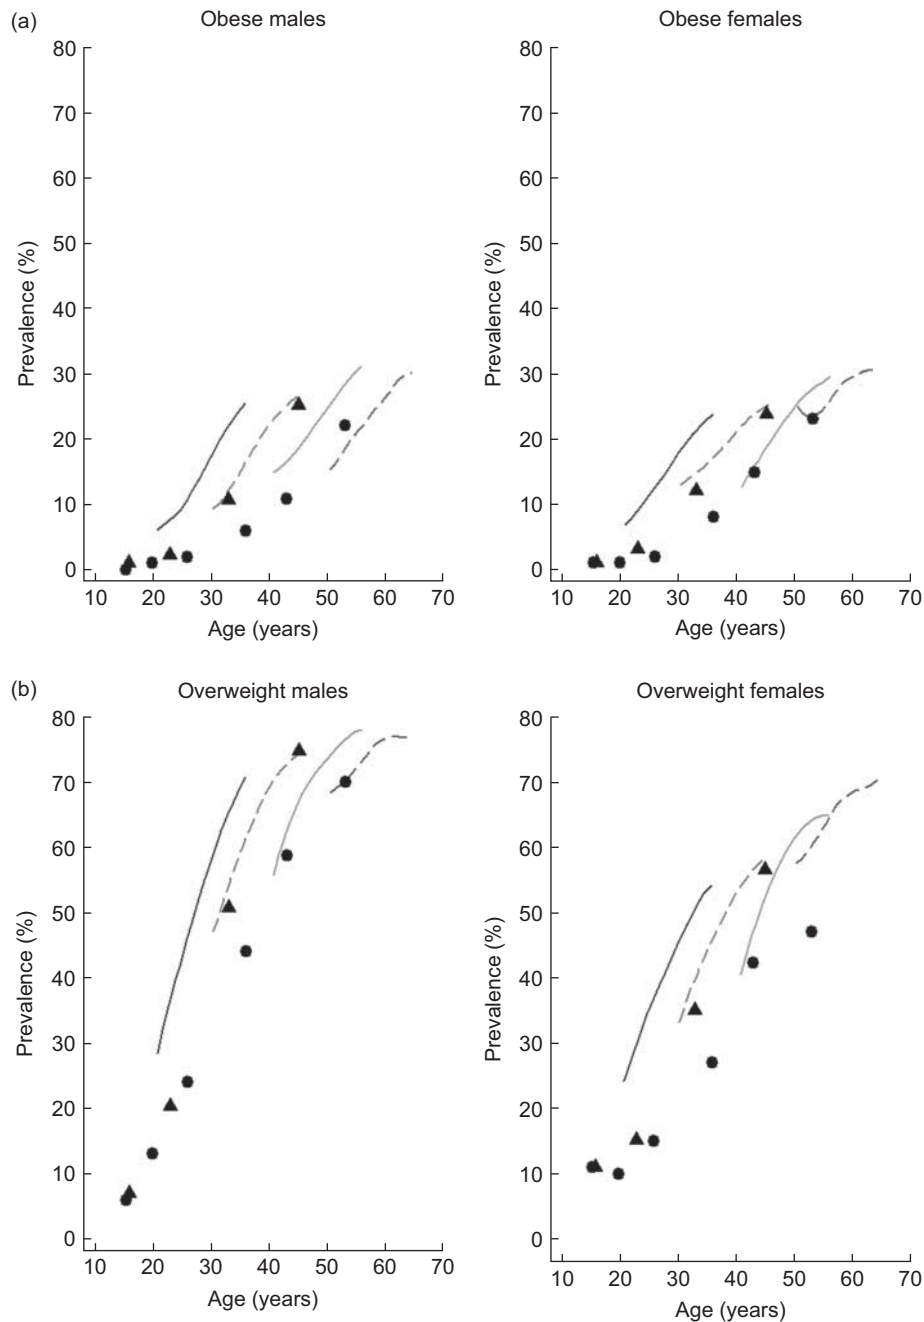 (a)
Obese males
Obese females
80
70
60
50
40
30
20
10
0
Prevalence (%)
10 20 30 40 50 60 70
Age (years)
80
70
60
50
40
30
20
10
0
Prevalence (%)
10 20 30 40 50 60 70
Age (years)
(b)
Overweight males
Overweight females
80
70
60
50
40
30
20
10
0
Prevalence (%)
10 20 30 40 50 60 70
Age (years)
80
70
60
50
40
30
20
10
0
Prevalence (%)
10 20 30 40 50 60 70
Age (years)